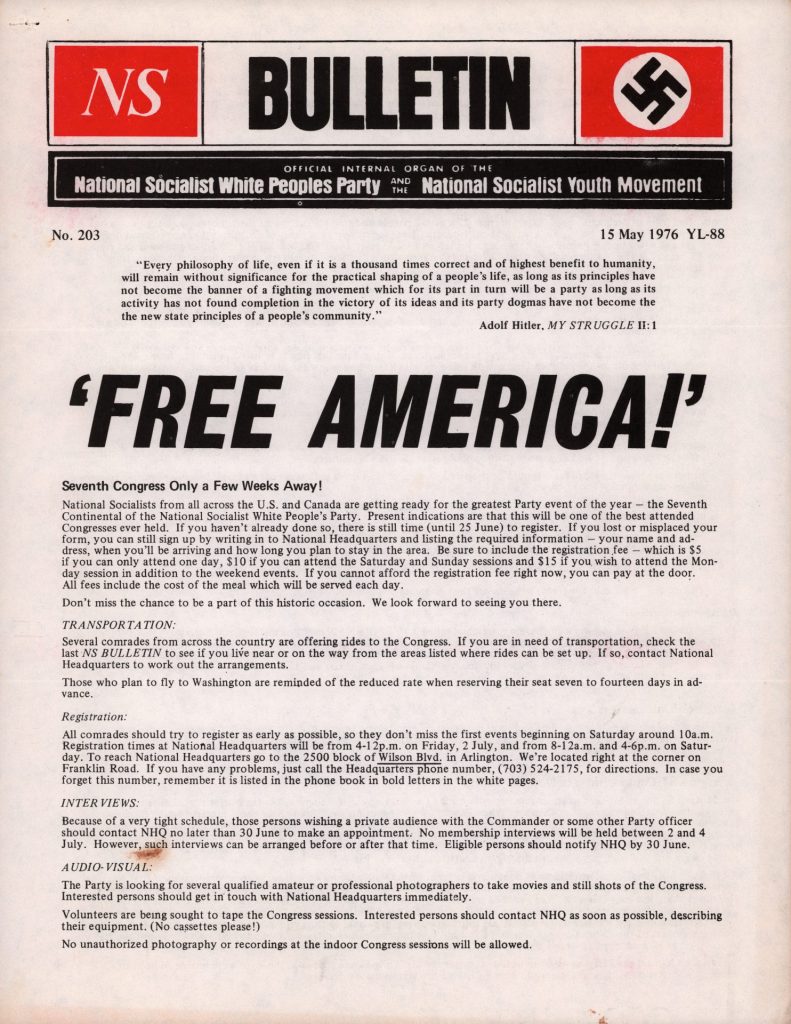 NS
BULLETIN
OFFICIAL INTERNAL ORGAN OF THE
National Socialist White Peoples Party AND THE National Socialist Youth Movement
No. 203
15 May 1976 YL-88
"Every philosophy of life, even if it is a thousand times correct and of highest benefit to humanity,
will remain without significance for the practical shaping of a people's life, as long as its principles have
not become the banner of a fighting movement which for its part in turn will be a party as long as its
activity has not found completion in the victory of its ideas and its party dogmas have not become the
the new state principles of a people's community."
Adolf Hitler, MY STRUGGLE II:1
'FREE AMERICA!'
Seventh Congress Only a Few Weeks Away!
National Socialists from all across the U.S. and Canada are getting ready for the greatest Party event of the year — the Seventh
Continental of the National Socialist White People's Party. Present indications are that this will be one of the best attended
Congresses ever held. If you haven't already done so, there is still time (until 25 June) to register. If you lost or misplaced your
form, you can still sign up by writing in to National Headquarters and listing the required information — your name and ad-
dress, when you'll be arriving and how long you plan to stay in the area. Be sure to include the registration fee — which is $5
if you can only attend one day, $10 if you can attend the Saturday and Sunday sessions and $15 if you wish to attend the Mon-
day session in addition to the weekend events. If you cannot afford the registration fee right now, you can pay at the door.
All fees include the cost of the meal which will be served each day.
Don't miss the chance to be a part of this historic occasion. We look forward to seeing you there.
TRANSPORTATION:
Several comrades from across the country are offering rides to the Congress. If you are in need of transportation, check the
last NS BULLETIN to see if you live near or on the way from the areas listed where rides can be set up. If so, contact National
Headquarters to work out the arrangements.
Those who plan to fly to Washington are reminded of the reduced rate when reserving their seat seven to fourteen days in ad-
vance.
Registration:
All comrades should try to register as early as possible, so they don't miss the first events beginning on Saturday around 10a.m.
Registration times at National Headquarters will be from 4-12p.m. on Friday, 2 July, and from 8-12a.m. and 4-6p.m. on Satur-
day. To reach National Headquarters go to the 2500 block of Wilson Blvd. in Arlington. We're located right at the corner on
Franklin Road. If you have any problems, just call the Headquarters phone number, (703) 524-2175, for directions. In case you
forget this number, remember it is listed in the phone book in bold letters in the white pages.
INTERVIEWS:
Because of a very tight schedule, those persons wishing a private audience with the Commander or some other Party officer
should contact NHQ no later than 30 June to make an appointment. No membership interviews will be held between 2 and 4
July. However, such interviews can be arranged before or after that time. Eligible persons should notify NHQ by 30 June.
AUDIO-VISUAL:
The Party is looking for several qualified amateur or professional photographers to take movies and still shots of the Congress.
Interested persons should get in touch with National Headquarters immediately.
Volunteers are being sought to tape the Congress sessions. Interested persons should contact NHQ as soon as possible, describing
their equipment. (No cassettes please!)
No unauthorized photography or recordings at the indoor Congress sessions will be allowed.